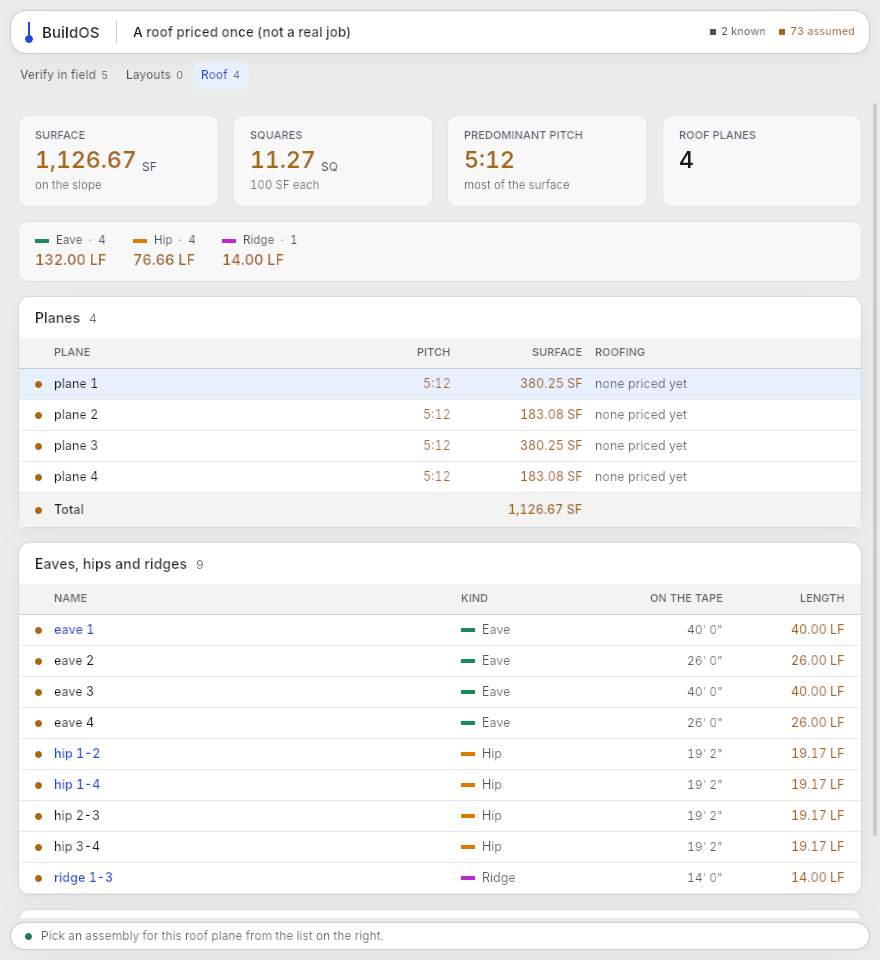 BuildOS
A roof priced once (not a real job)
2 known
73 assumed
Verify in field 5
Layouts 0
Roof 4
SURFACE
1,126.67 SF
on the slope
SQUARES
11.27 SQ
100 SF each
PREDOMINANT PITCH
5:12
most of the surface
ROOF PLANES
4
Eave · 4
132.00 LF
Hip · 4
76.66 LF
Ridge · 1
14.00 LF
Planes 4
PLANE PITCH SURFACE ROOFING
plane 1 5:12 380.25 SF none priced yet
plane 2 5:12 183.08 SF none priced yet
plane 3 5:12 380.25 SF none priced yet
plane 4 5:12 183.08 SF none priced yet
Total 1,126.67 SF
Eaves, hips and ridges 9
NAME KIND ON THE TAPE LENGTH
eave 1 Eave 40' 0" 40.00 LF
eave 2 Eave 26' 0" 26.00 LF
eave 3 Eave 40' 0" 40.00 LF
eave 4 Eave 26' 0" 26.00 LF
hip 1-2 Hip 19' 2" 19.17 LF
hip 1-4 Hip 19' 2" 19.17 LF
hip 2-3 Hip 19' 2" 19.17 LF
hip 3-4 Hip 19' 2" 19.17 LF
ridge 1-3 Ridge 14' 0" 14.00 LF
Pick an assembly for this roof plane from the list on the right.